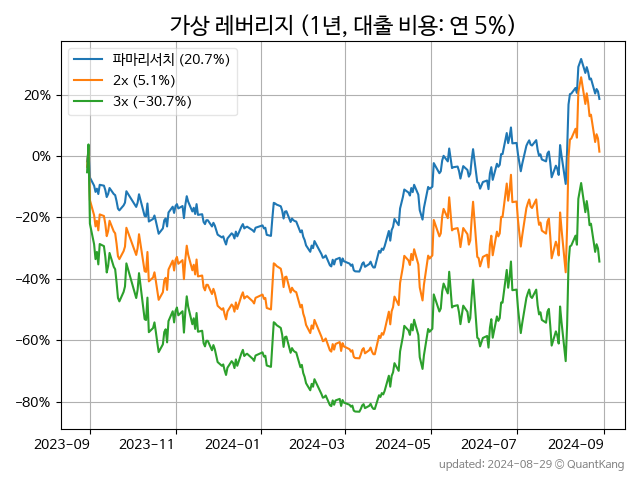 가상 레버리지 (1년, 대출 비용: 연 5%)
파마리서치 (20.7%)
2x (5.1%)
3x (−30.7%)
20%
0%
−20%
−40%
−60%
−80%
2023-09
2023-11
2024-01
2024-03
2024-05
2024-07
2024-09
updated: 2024-08-29 © QuantKang